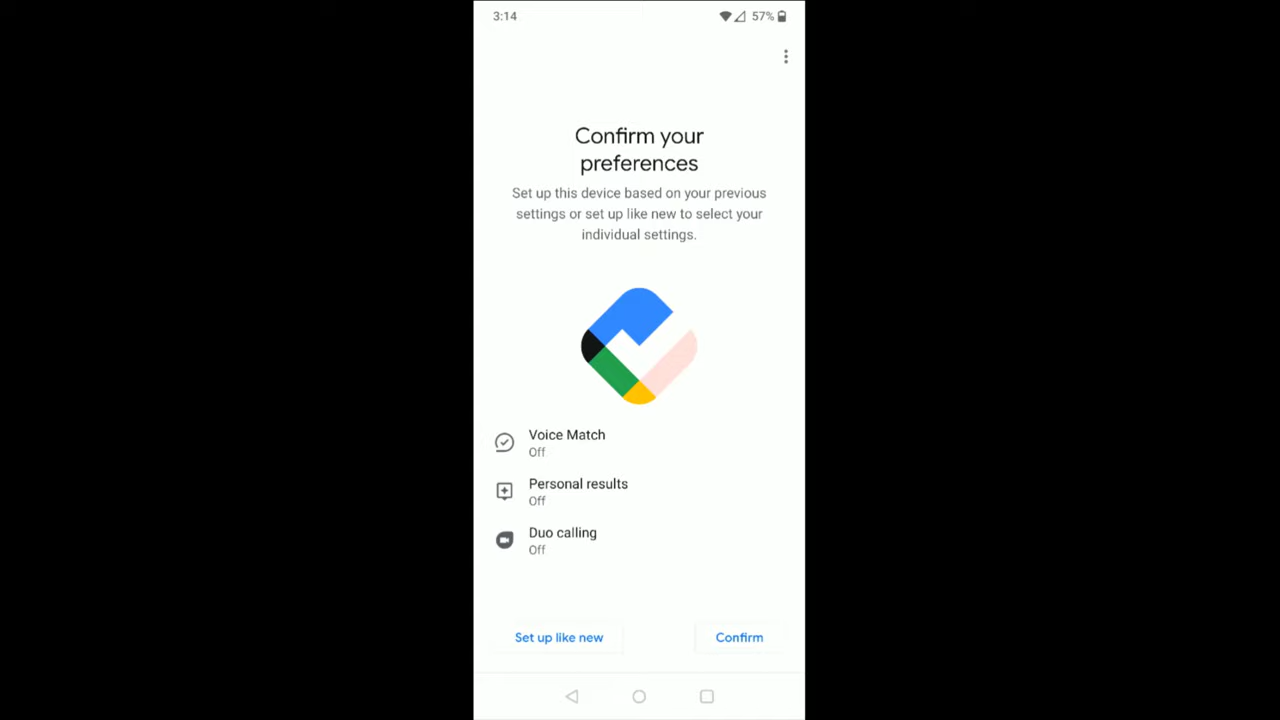 3:14
57%
Confirm your
preferences
Set up this device based on your previous
settings or set up like new to select your
individual settings.
Voice Match
Off
Personal results
Off
Duo calling
Off
Set up like new
Confirm